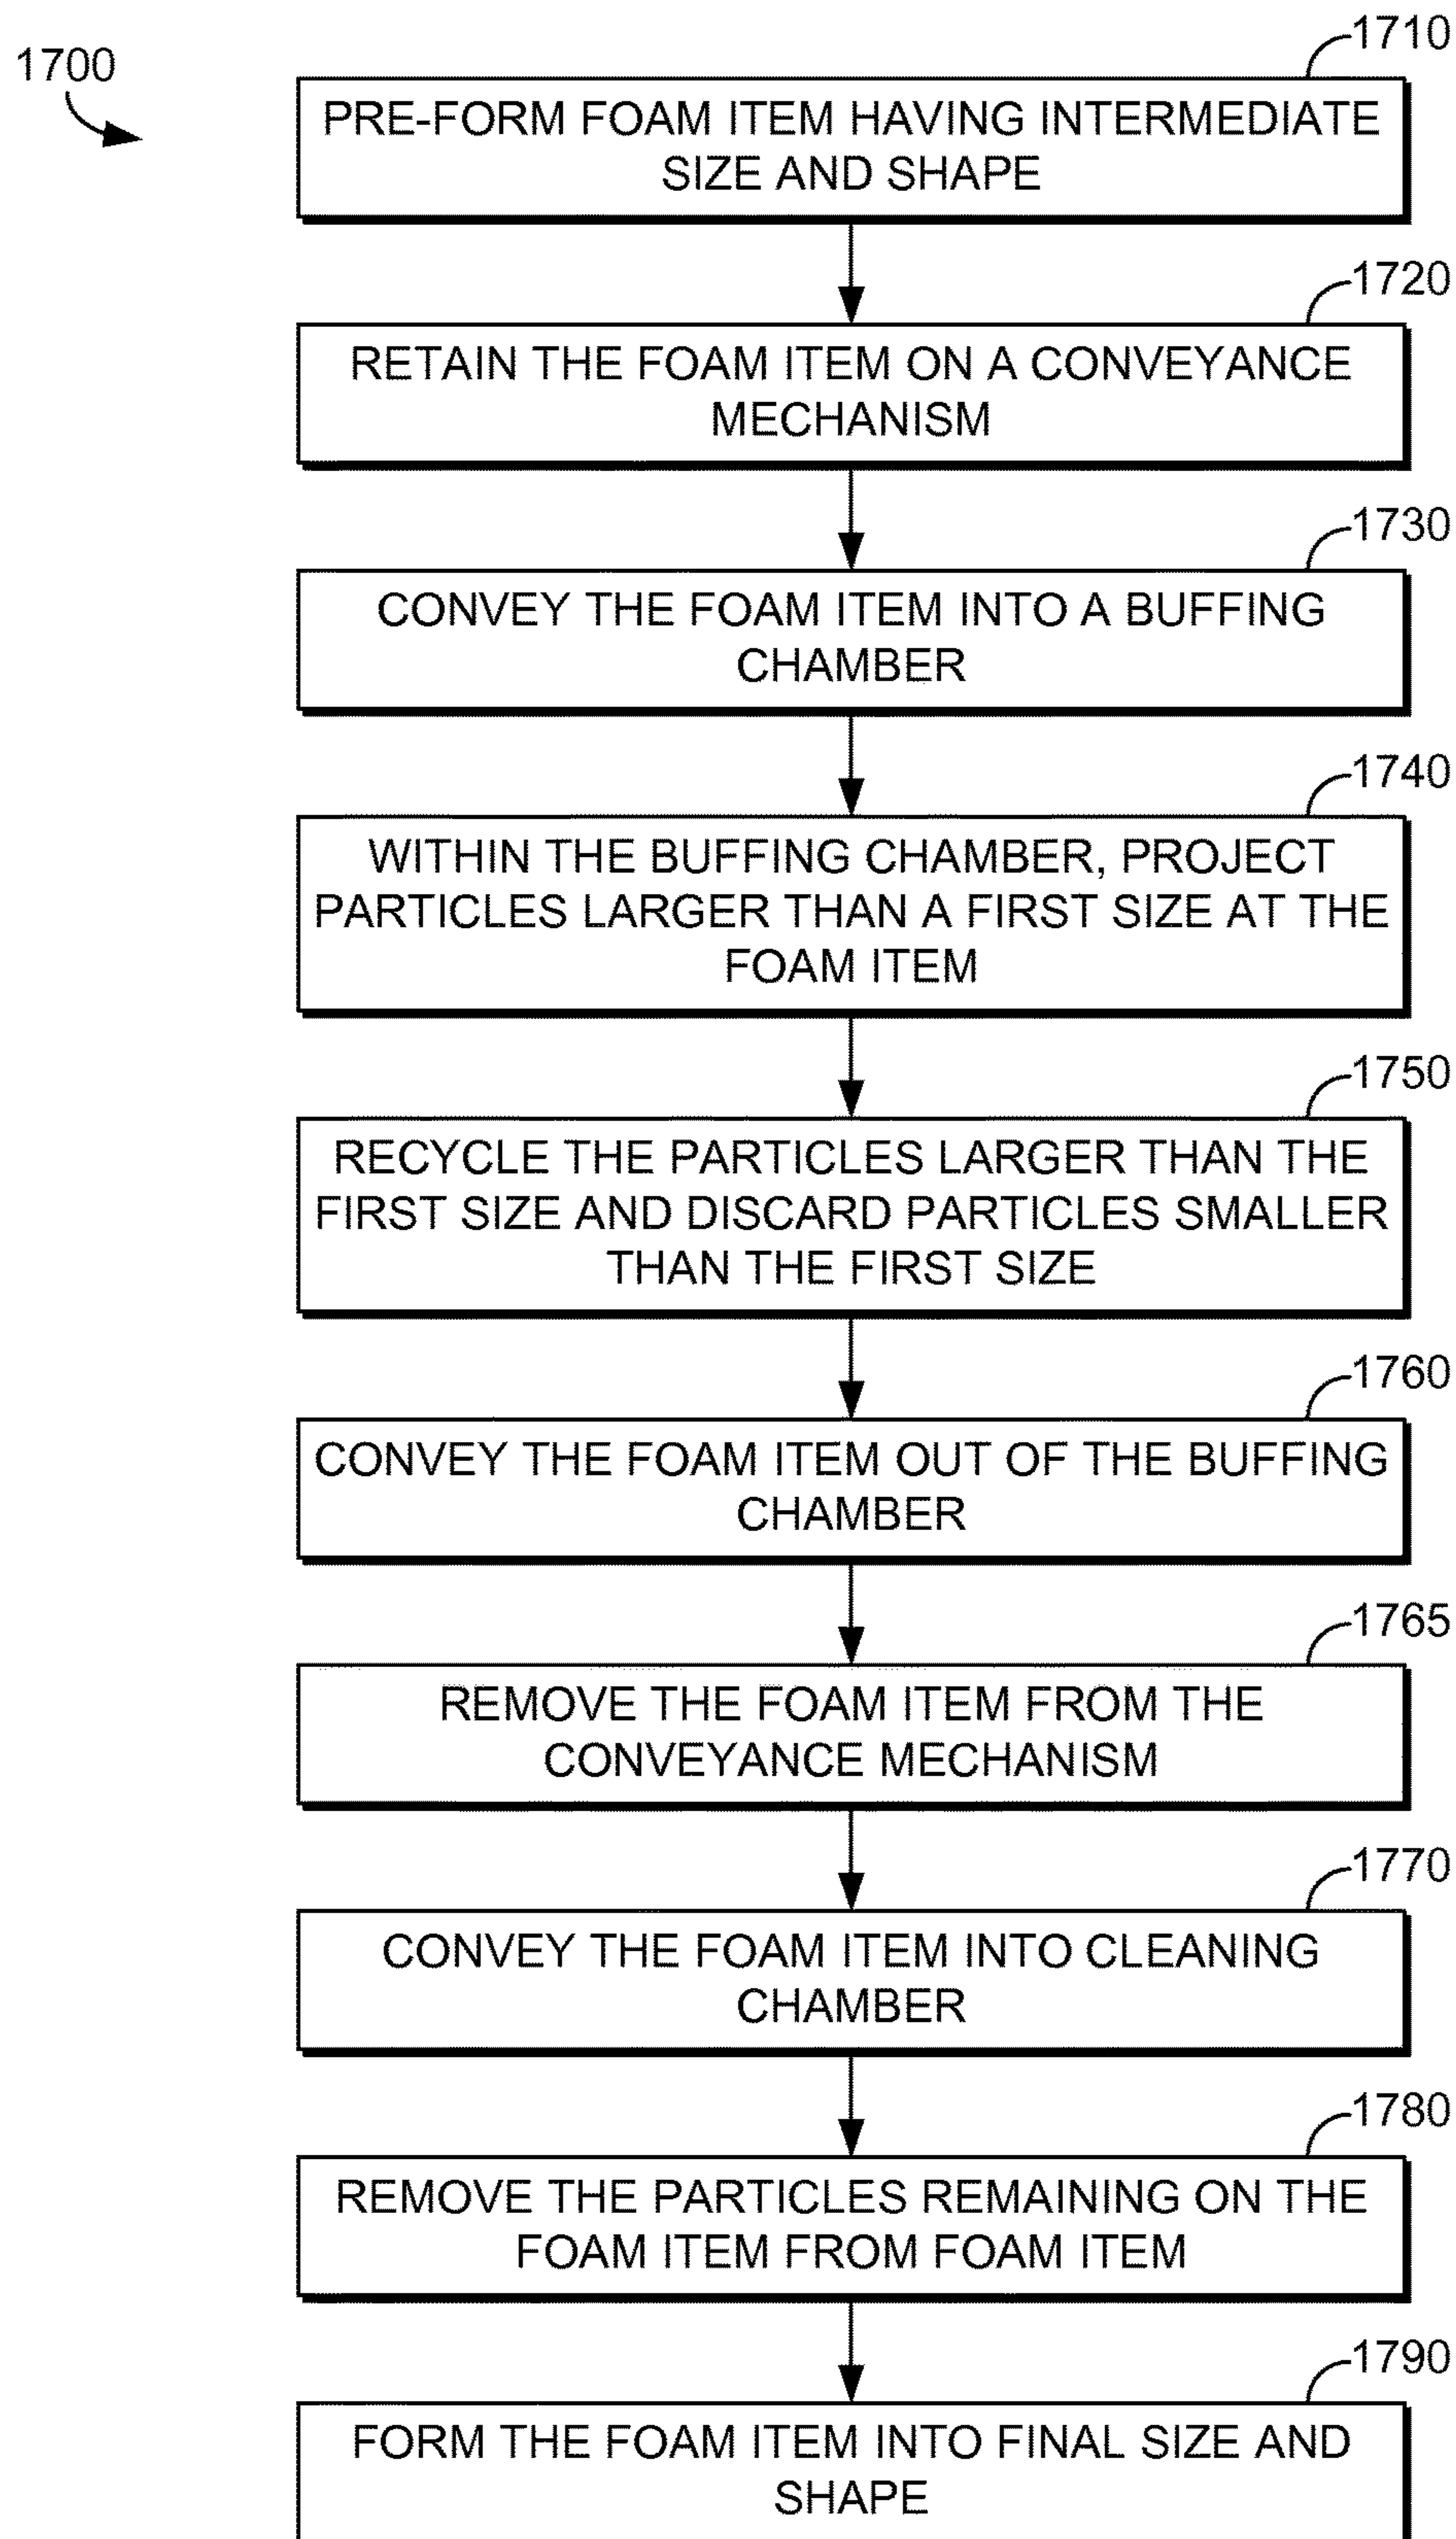 1700
1710
PRE-FORM FOAM ITEM HAVING INTERMEDIATE
SIZE AND SHAPE
1720
RETAIN THE FOAM ITEM ON A CONVEYANCE
MECHANISM
1730
CONVEY THE FOAM ITEM INTO A BUFFING
CHAMBER
1740
WITHIN THE BUFFING CHAMBER, PROJECT
PARTICLES LARGER THAN A FIRST SIZE AT THE
FOAM ITEM
1750
RECYCLE THE PARTICLES LARGER THAN THE
FIRST SIZE AND DISCARD PARTICLES SMALLER
THAN THE FIRST SIZE
1760
CONVEY THE FOAM ITEM OUT OF THE BUFFING
CHAMBER
1765
REMOVE THE FOAM ITEM FROM THE
CONVEYANCE MECHANISM
1770
CONVEY THE FOAM ITEM INTO CLEANING
CHAMBER
1780
REMOVE THE PARTICLES REMAINING ON THE
FOAM ITEM FROM FOAM ITEM
1790
FORM THE FOAM ITEM INTO FINAL SIZE AND
SHAPE